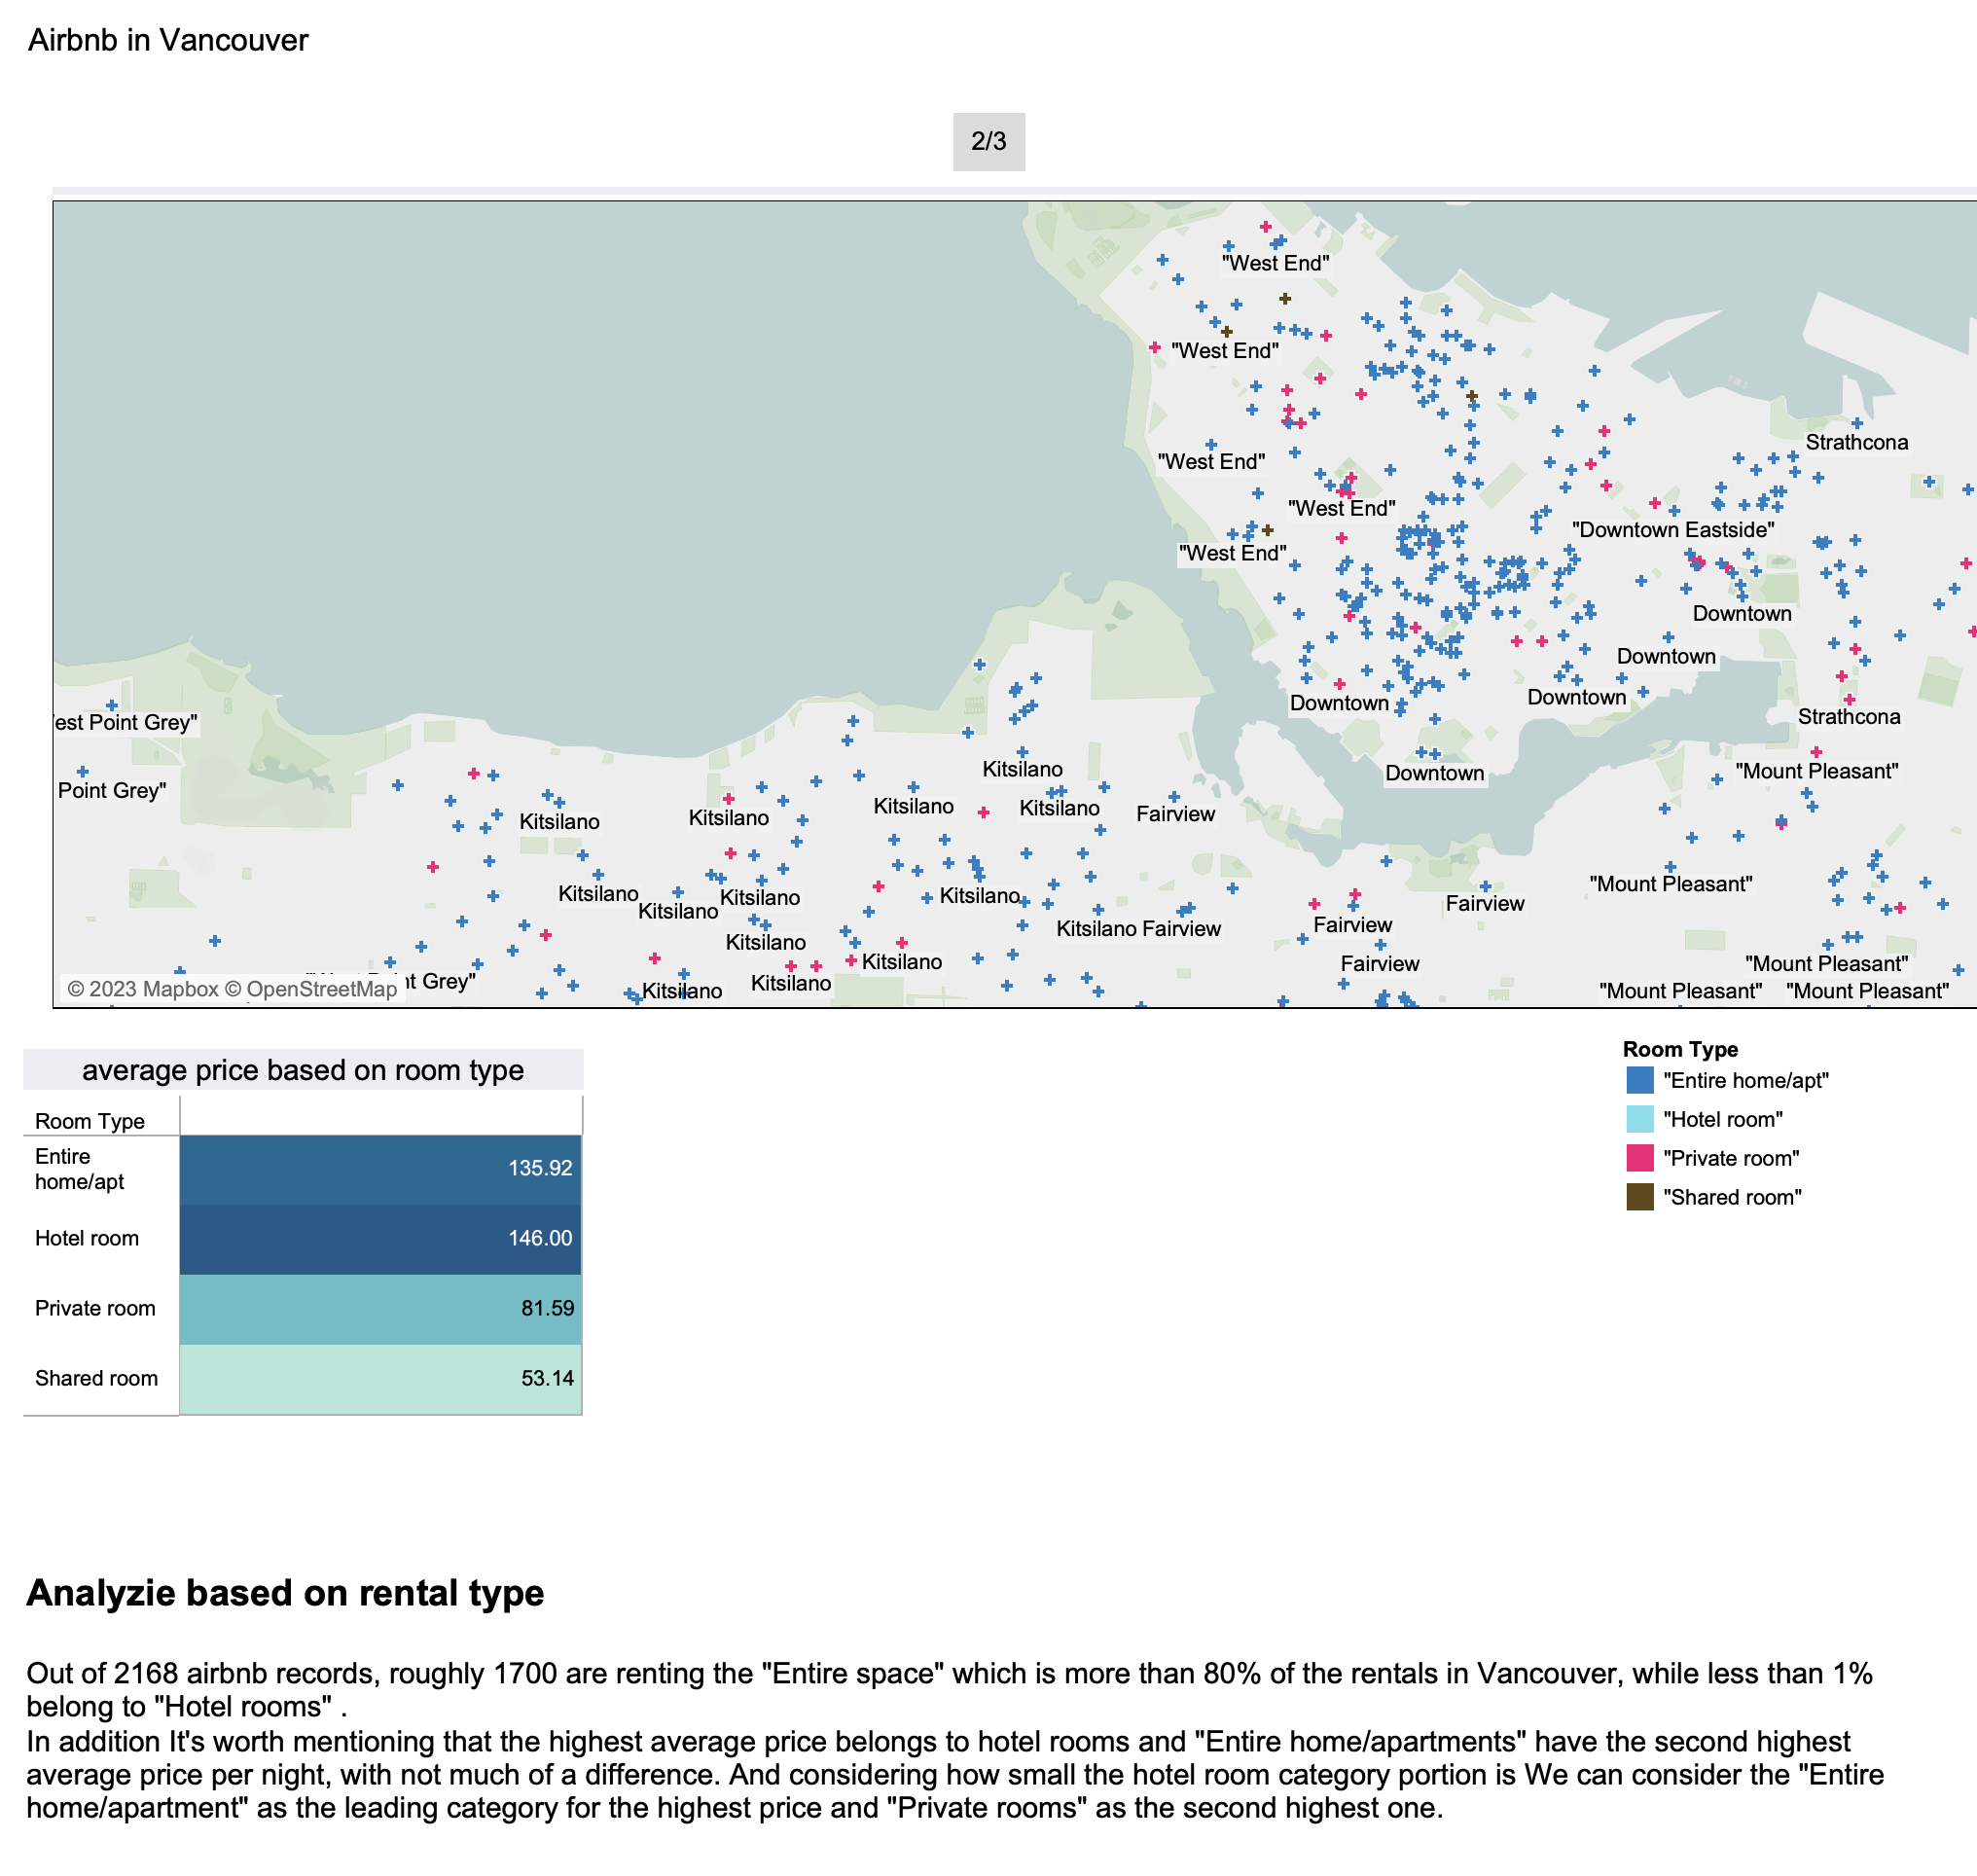 Airbnb in Vancouver
2/3
"West End"
"West End"
Strathcona
"West End"
"West End"
"Downtown Eastside"
"West End"
Downtown
Downtown
Downtown
Downtown
Strathcona
est Point Grey"
Kitsilano
"Mount Pleasant"
Downtown
Point Grey"
Kitsilano
Kitsilano
Fairview
Kitsilano
Kitsilano
"Mount Pleasant"
Kitsilano
Kitsilano
Kitsilano
Fairview
Kitsilano
Fairview
Kitsilano Fairview
Kitsilano
Kitsilano
Fairview
"Mount Pleasant"
nt Grey"
Kitsilano
© 2023 Mapbox © OpenStreetMap
Kitsilano
"Mount Pleasant"
"Mount Pleasant"
average price based on room type
Room Type
Entire
home/apt
135.92
Hotel room
146.00
Private room
81.59
Shared room
53.14
Room Type
"Entire home/apt"
"Hotel room"
"Private room"
"Shared room"
Analyzie based on rental type
Out of 2168 airbnb records, roughly 1700 are renting the "Entire space" which is more than 80% of the rentals in Vancouver, while less than 1%
belong to "Hotel rooms" .
In addition It's worth mentioning that the highest average price belongs to hotel rooms and "Entire home/apartments" have the second highest
average price per night, with not much of a difference. And considering how small the hotel room category portion is We can consider the "Entire
home/apartment" as the leading category for the highest price and "Private rooms" as the second highest one.